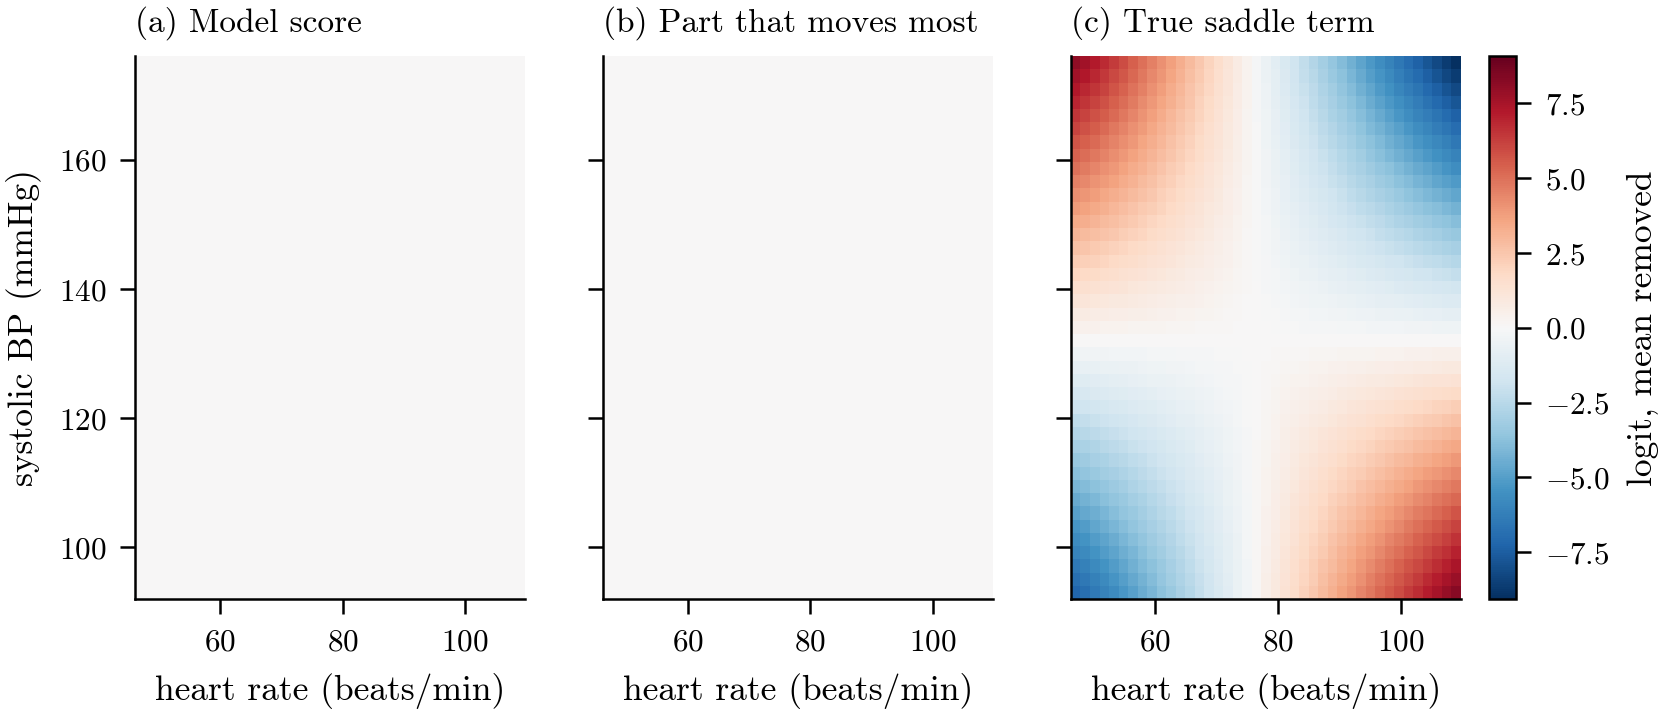 (a) Model score
(b) Part that moves most
(c) True saddle term
systolic BP (mmHg)
160
140
120
100
60 80 100
heart rate (beats/min)
60 80 100
heart rate (beats/min)
60 80 100
heart rate (beats/min)
7.5
5.0
2.5
0.0
−2.5
−5.0
−7.5
logit, mean removed